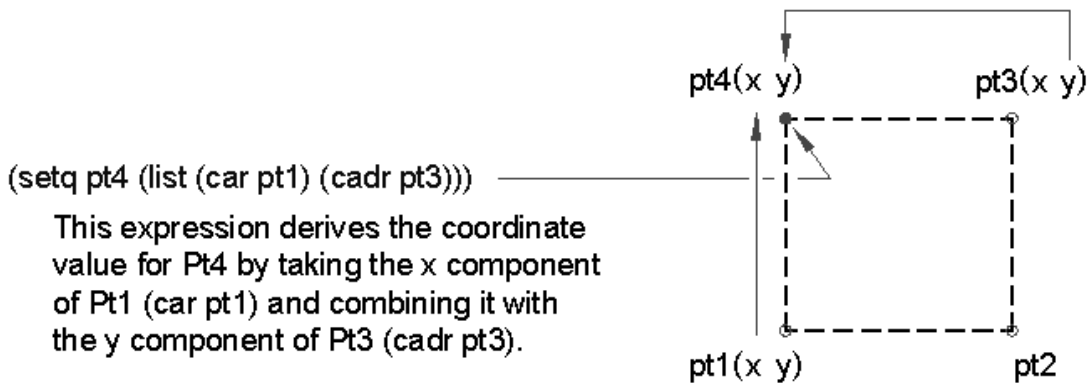 pt4(x y) pt3(x y)
(setq pt4 (list (car pt1) (cadr pt3)))
This expression derives the coordinate
value for Pt4 by taking the x component
of Pt1 (car pt1) and combining it with
the y component of Pt3 (cadr pt3).
pt1(x y) pt2